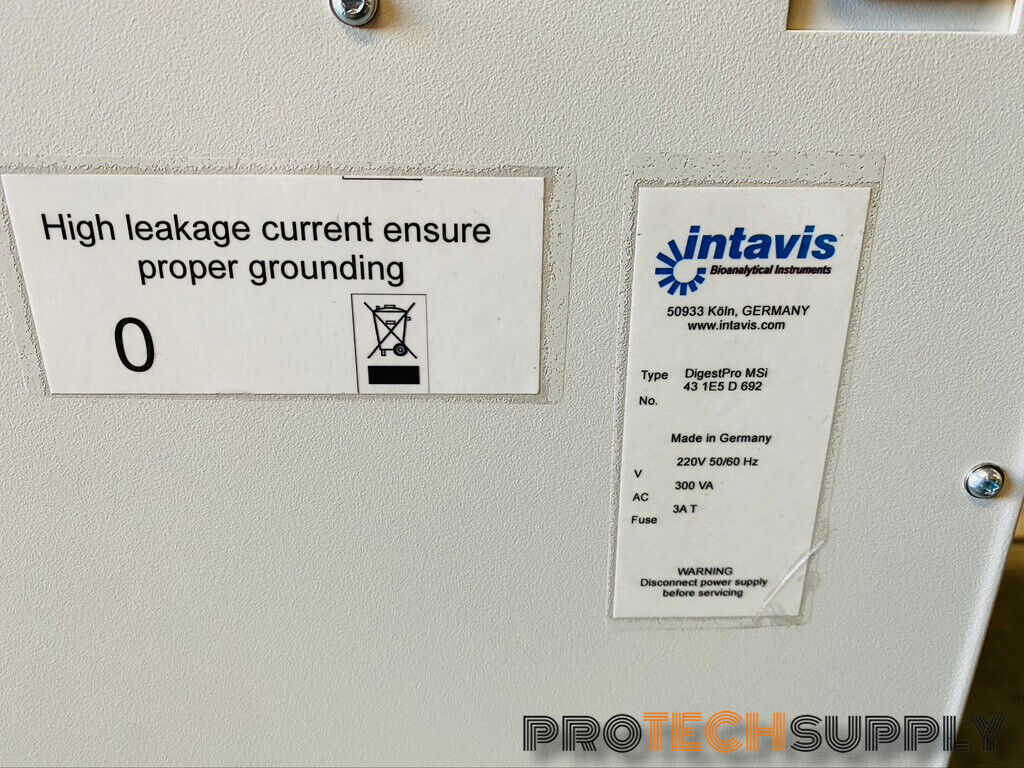 High leakage current ensure
proper grounding
0
intavis
Bioanalytical Instruments
50933 Köln, GERMANY
www.intavis.com
Type DigestPro MSi
43 1E5 D 692
No.
Made in Germany
220V 50/60 Hz
V
300 VA
AC
3A T
Fuse
WARNING
Disconnect power supply
before servicing
PROTECHSUPPLY